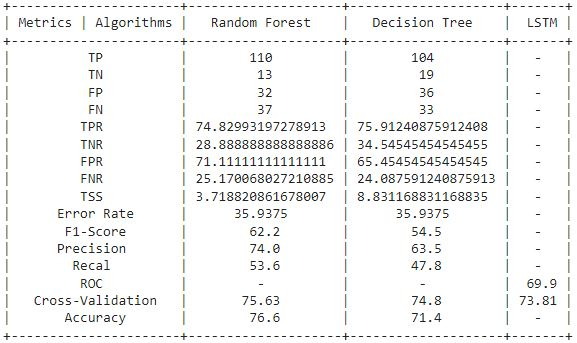 Metrics | Algorithms | Random Forest | Decision Tree | LSTM
TP | 110 | 104 | -
TN | 13 | 19 | -
FP | 32 | 36 | -
FN | 37 | 33 | -
TPR | 74.82993197278913 | 75.91240875912408 | -
TNR | 28.888888888888886 | 34.54545454545455 | -
FPR | 71.11111111111111 | 65.45454545454545 | -
FNR | 25.170068027210885 | 24.087591240875913 | -
TSS | 3.718820861678007 | 8.831168831168835 | -
Error Rate | 35.9375 | 35.9375 | -
F1-Score | 62.2 | 54.5 | -
Precision | 74.0 | 63.5 | -
Recal | 53.6 | 47.8 | -
ROC | - | - | 69.9
Cross-Validation | 75.63 | 74.8 | 73.81
Accuracy | 76.6 | 71.4 | -